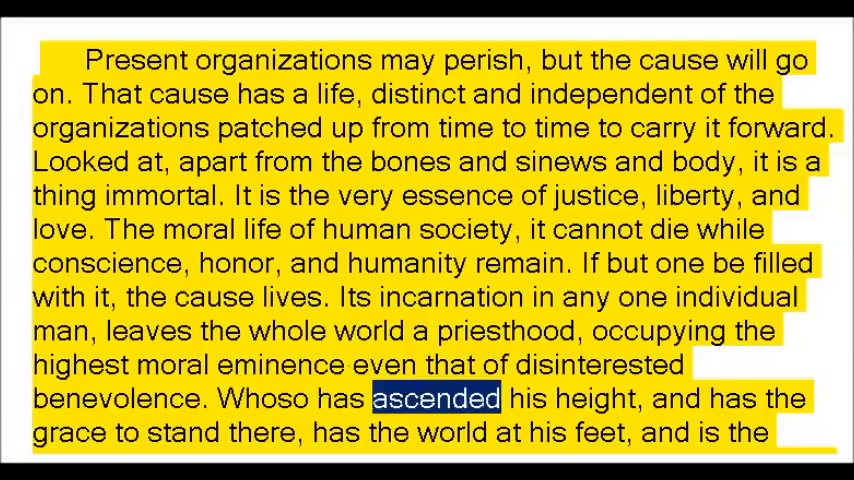 Present organizations may perish, but the cause will go
on. That cause has a life, distinct and independent of the
organizations patched up from time to time to carry it forward.
Looked at, apart from the bones and sinews and body, it is a
thing immortal. It is the very essence of justice, liberty, and
love. The moral life of human society, it cannot die while
conscience, honor, and humanity remain. If but one be filled
with it, the cause lives. Its incarnation in any one individual
man, leaves the whole world a priesthood, occupying the
highest moral eminence even that of disinterested
benevolence. Whoso has ascended his height, and has the
grace to stand there, has the world at his feet, and is the